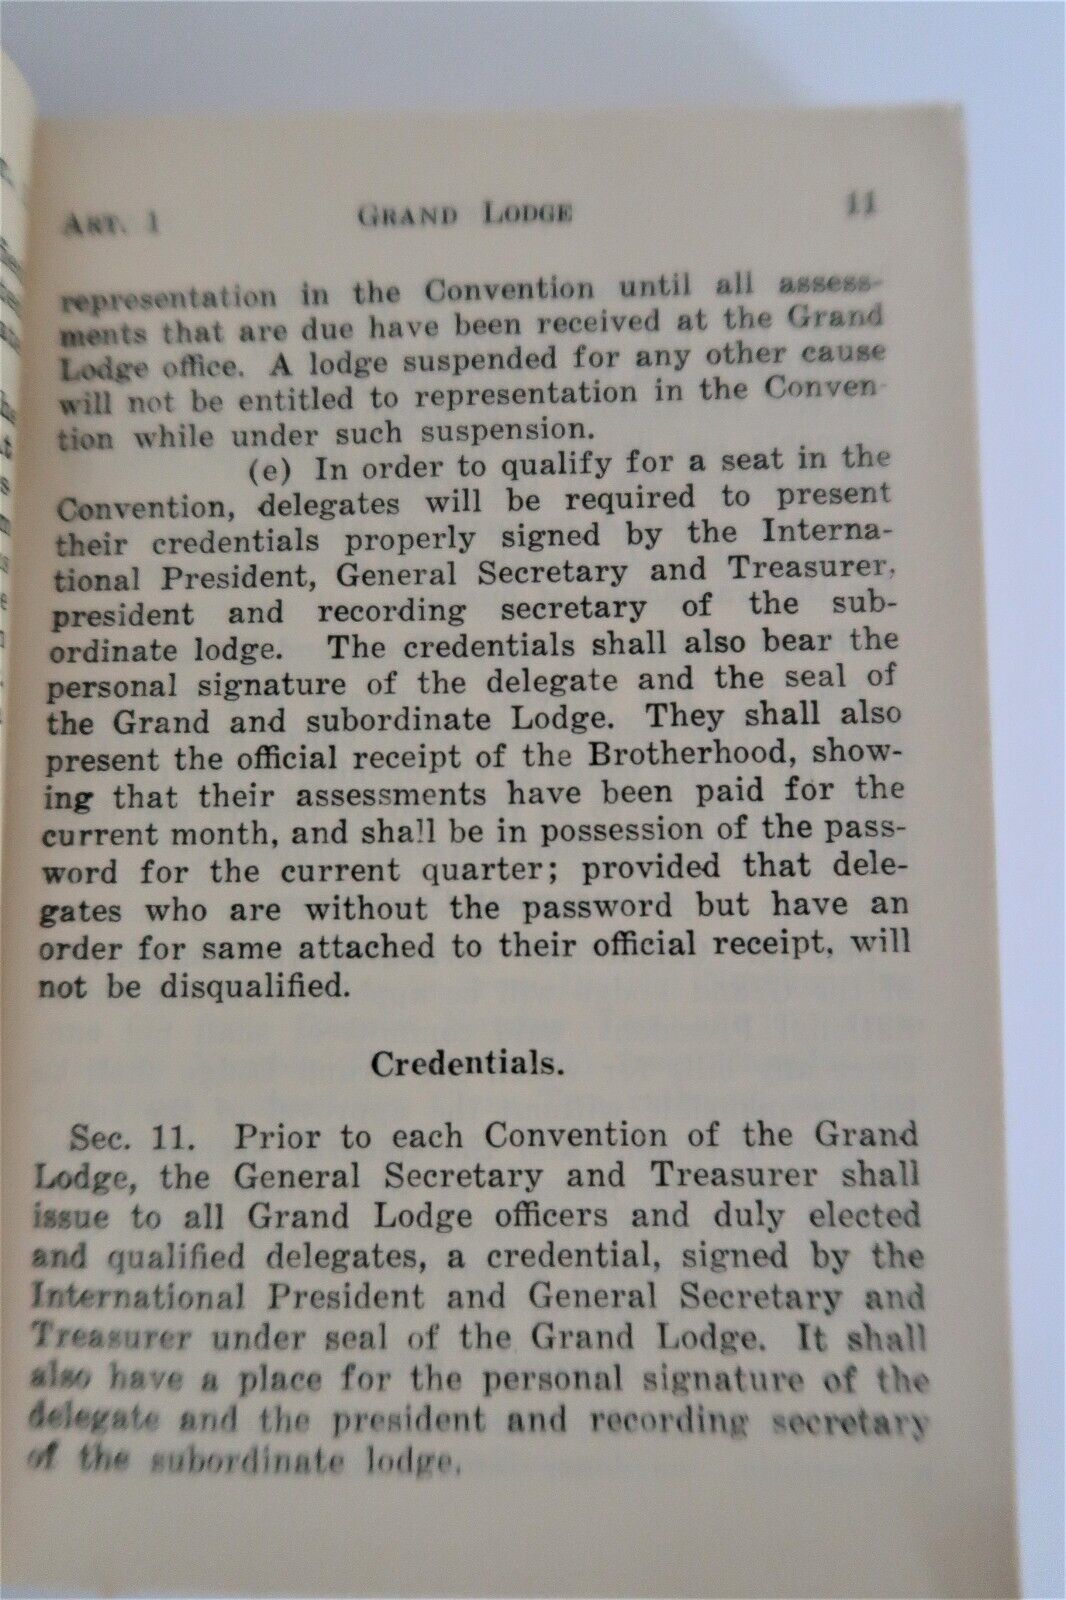 ART. 1 GRAND LODGE 11
representation in the Convention until all assess-
ments that are due have been received at the Grand
Lodge office. A lodge suspended for any other cause
will not be entitled to representation in the Conven-
tion while under such suspension.
(e) In order to qualify for a seat in the
Convention, delegates will be required to present
their credentials properly signed by the Interna-
tional President, General Secretary and Treasurer,
president and recording secretary of the sub-
ordinate lodge. The credentials shall also bear the
personal signature of the delegate and the seal of
the Grand and subordinate Lodge. They shall also
present the official receipt of the Brotherhood, show-
ing that their assessments have been paid for the
current month, and shall be in possession of the pass-
word for the current quarter; provided that dele-
gates who are without the password but have an
order for same attached to their official receipt, will
not be disqualified.
Credentials.
Sec. 11. Prior to each Convention of the Grand
Lodge, the General Secretary and Treasurer shall
issue to all Grand Lodge officers and duly elected
and qualified delegates, a credential, signed by the
International President and General Secretary and
Treasurer under seal of the Grand Lodge. It shall
also have a place for the personal signature of the
delegate and the president and recording secretary
of the subordinate lodge.